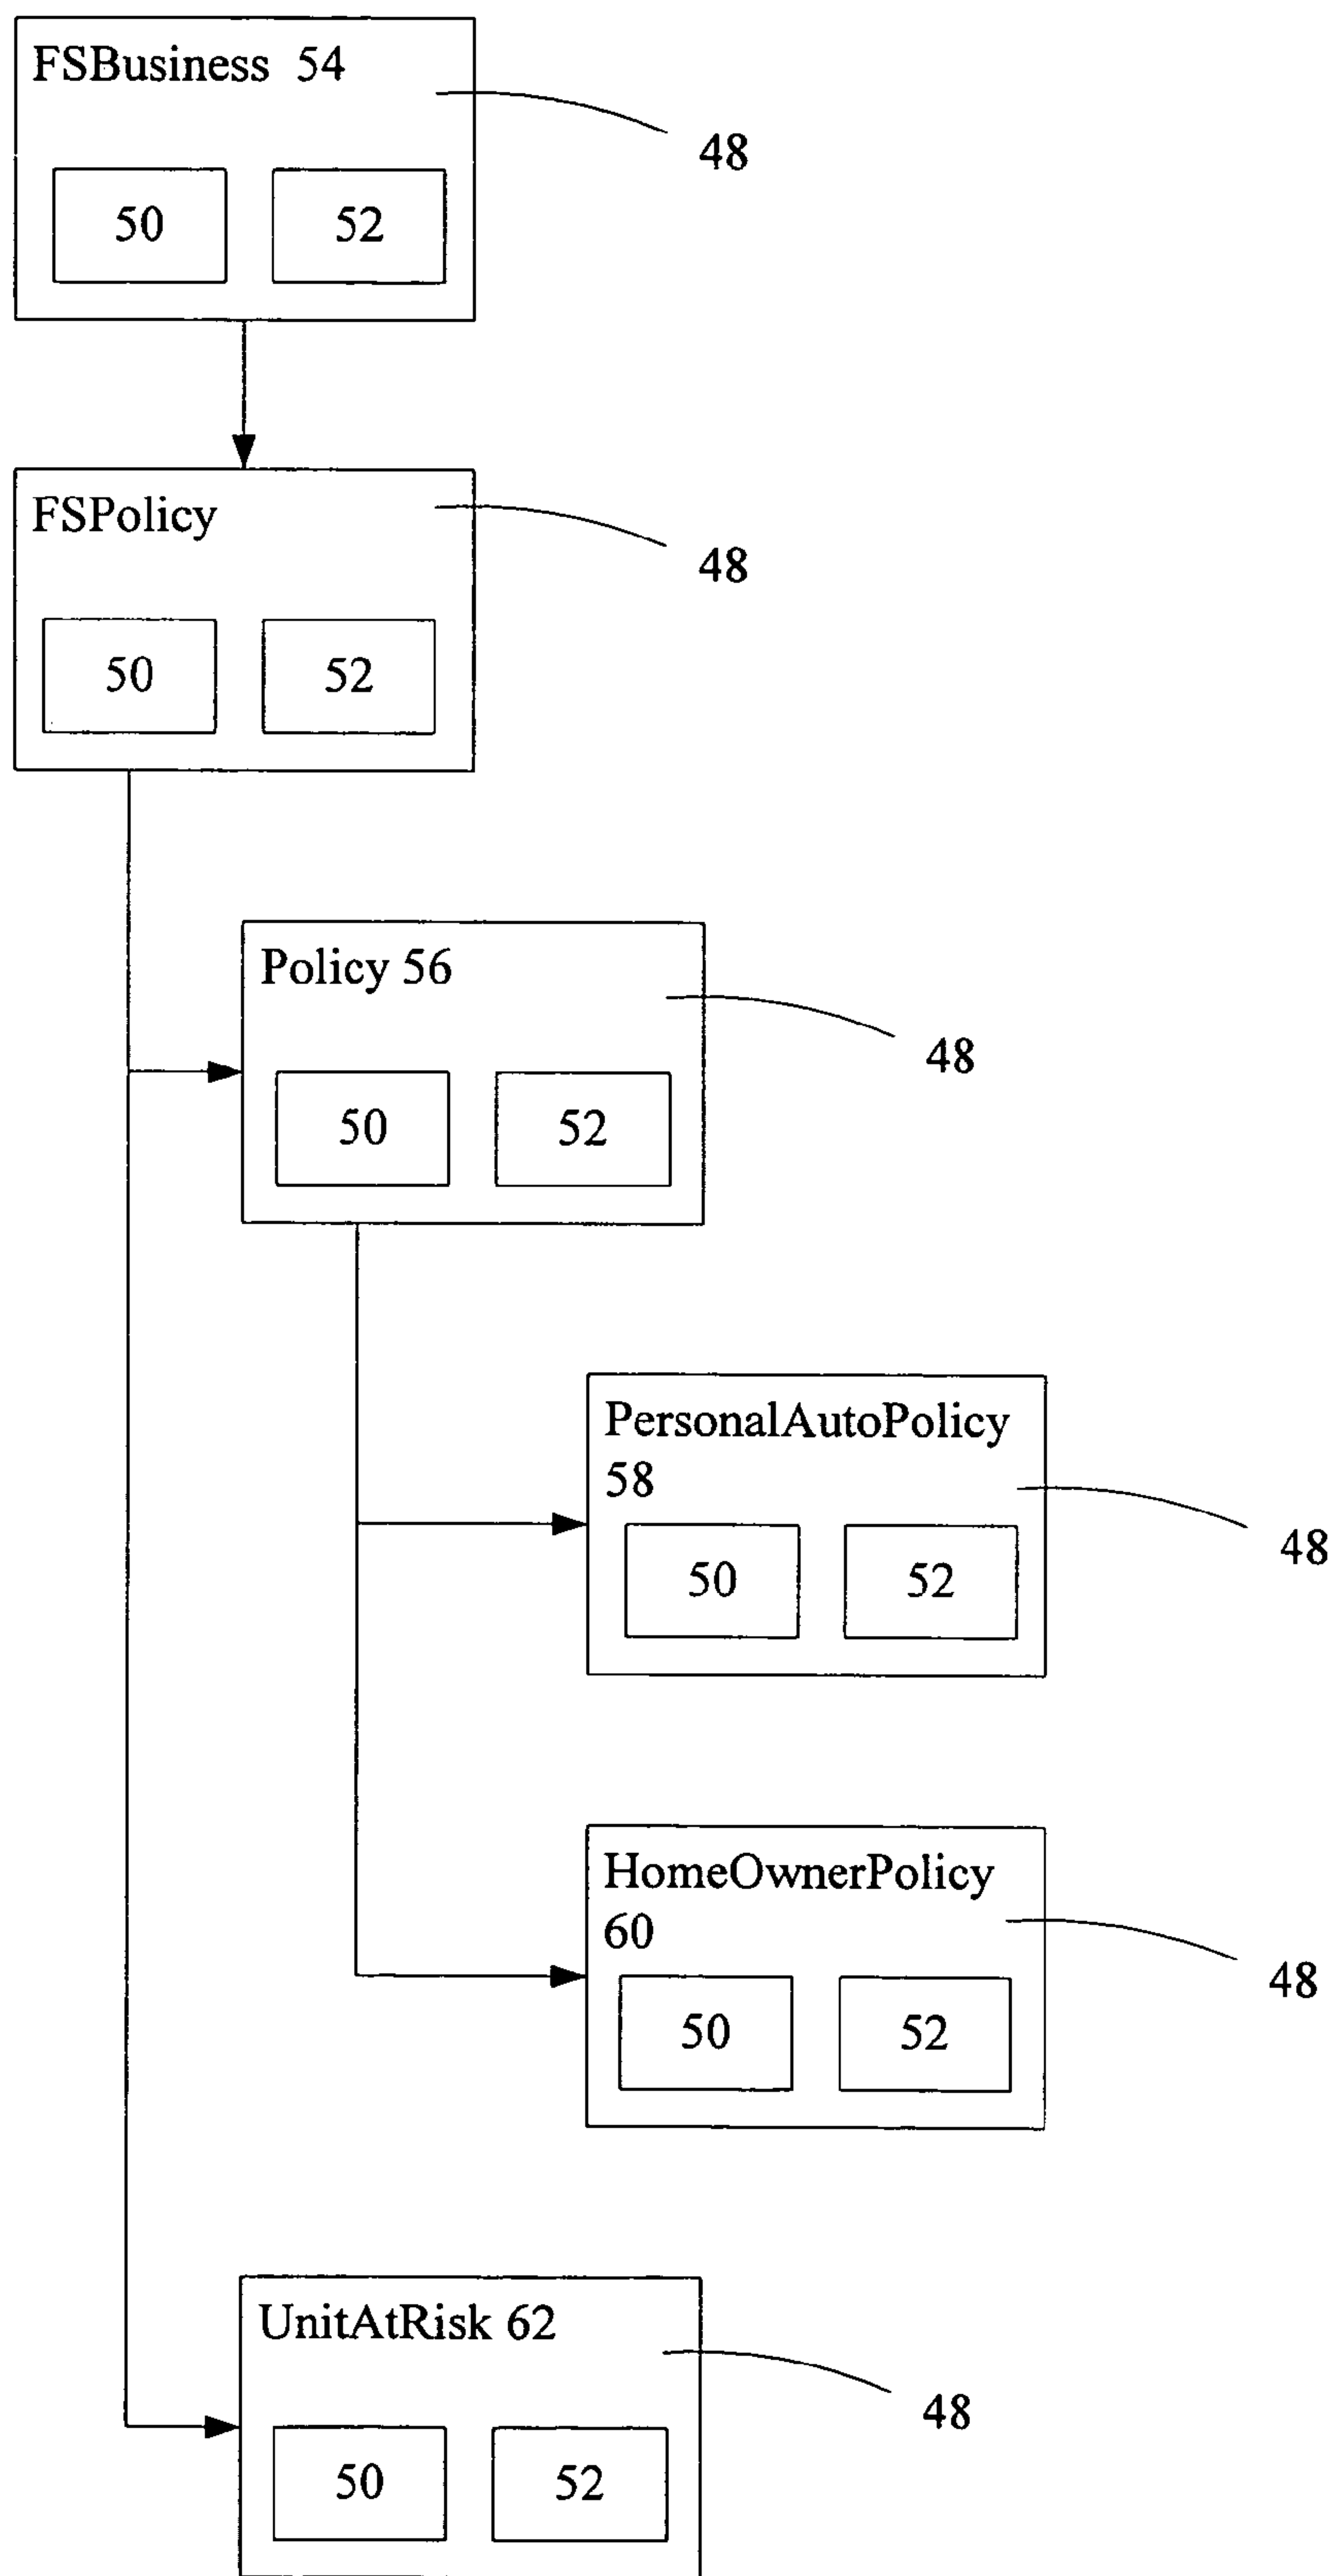 FSBusiness 54
48
50 52
FSPolicy
48
50 52
Policy 56
48
50 52
PersonalAutoPolicy
58
48
50 52
HomeOwnerPolicy
60
48
50 52
UnitAtRisk 62
48
50 52